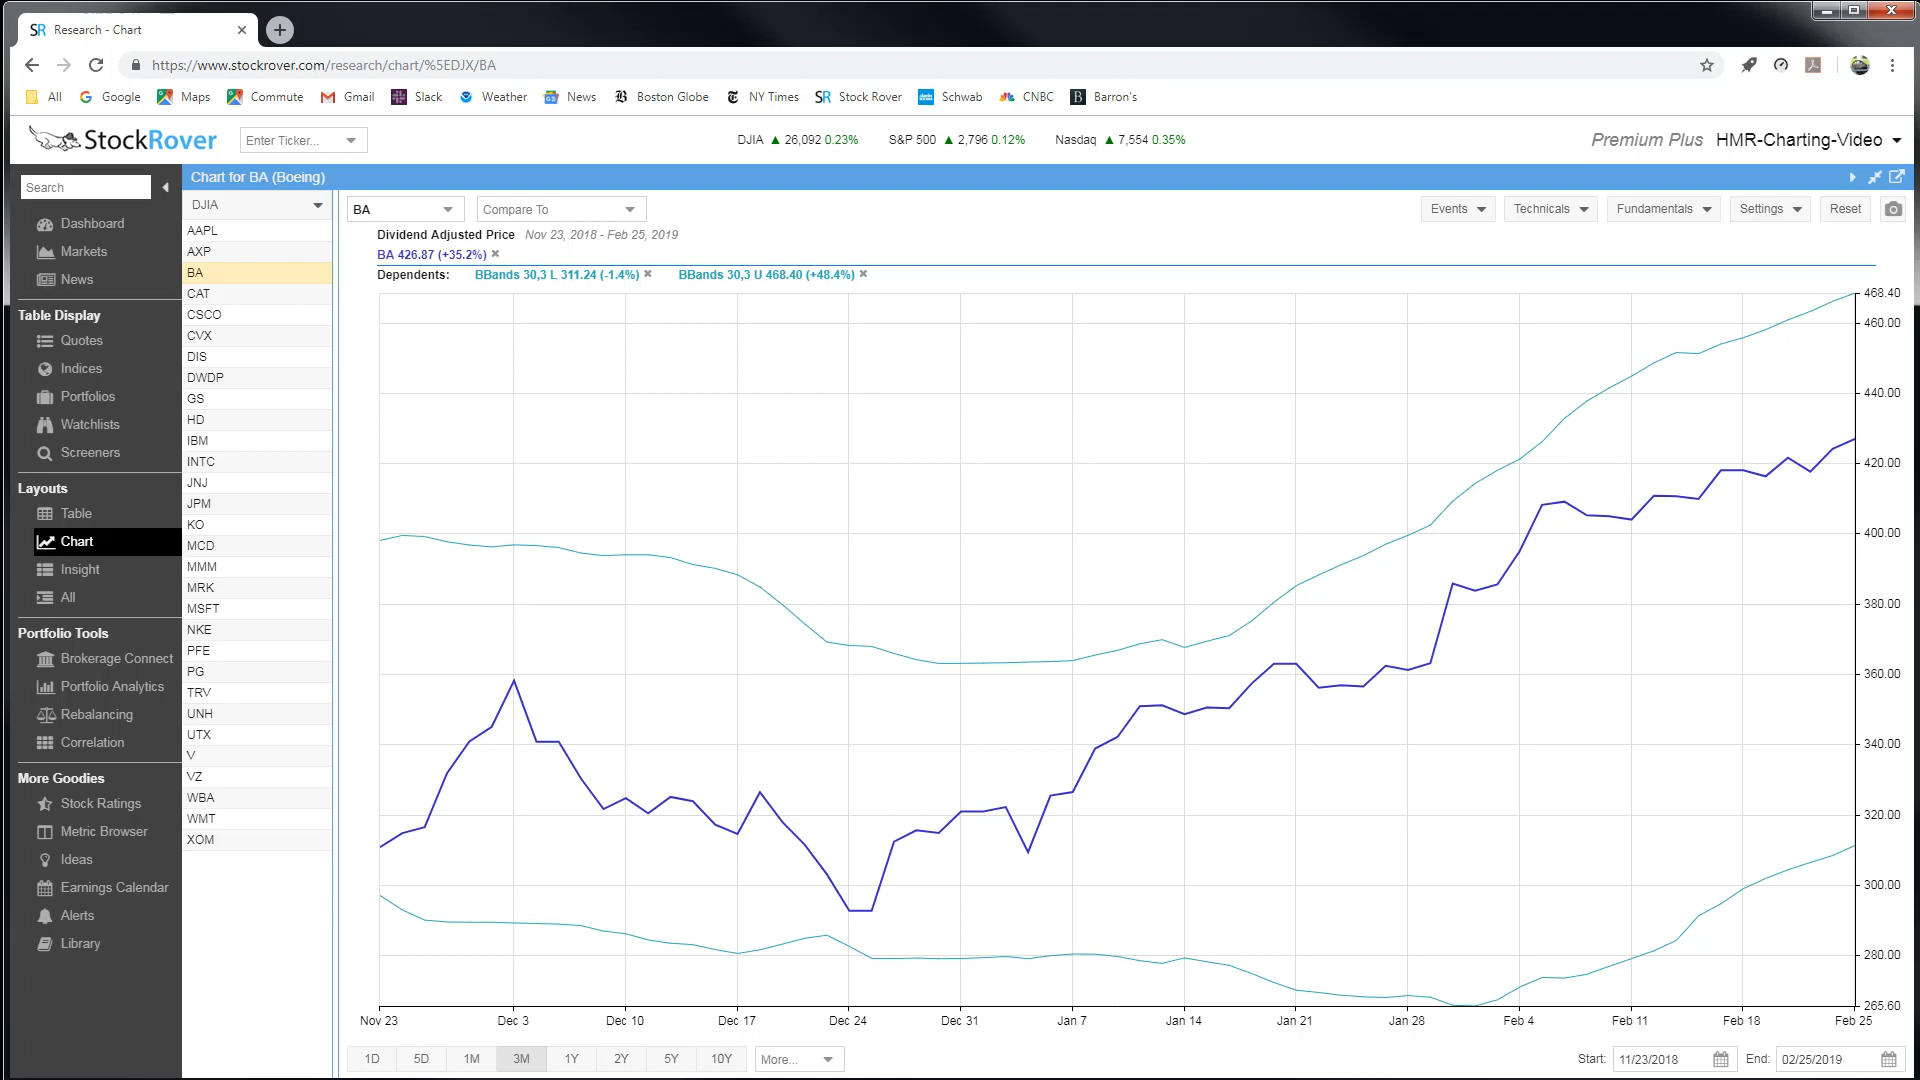 SR Research - Chart
https://www.stockrover.com/research/chart/%5EDJX/BA
All Google Maps Commute Gmail Slack Weather News Boston Globe NY Times SR Stock Rover Schwab CNBC B Barron's
StockRover Enter Ticker... DJIA ▲ 26,092 0.23% S&P 500 ▲ 2,796 0.12% Nasdaq ▲ 7,554 0.35% Premium Plus HMR-Charting-Video
Search
Dashboard
Markets
News
Table Display
Quotes
Indices
Portfolios
Watchlists
Screeners
Layouts
Table
Chart
Insight
All
Portfolio Tools
Brokerage Connect
Portfolio Analytics
Rebalancing
Correlation
More Goodies
Stock Ratings
Metric Browser
Ideas
Earnings Calendar
Alerts
Library
Chart for BA (Boeing)
DJIA
AAPL
AXP
BA
CAT
CSCO
CVX
DIS
DWDP
GS
HD
IBM
INTC
JNJ
JPM
KO
MCD
MMM
MRK
MSFT
NKE
PFE
PG
TRV
UNH
UTX
V
VZ
WBA
WMT
XOM
BA Compare To Events Technicals Fundamentals Settings Reset
Dividend Adjusted Price Nov 23, 2018 - Feb 25, 2019
BA 426.87 (+35.2%)
Dependents: BBands 30,3 L 311.24 (-1.4%) BBands 30,3 U 468.40 (+48.4%)
468.40
460.00
440.00
420.00
400.00
380.00
360.00
340.00
320.00
300.00
280.00
265.60
Nov 23 Dec 3 Dec 10 Dec 17 Dec 24 Dec 31 Jan 7 Jan 14 Jan 21 Jan 28 Feb 4 Feb 11 Feb 18 Feb 25
1D 5D 1M 3M 1Y 2Y 5Y 10Y More... Start: 11/23/2018 End: 02/25/2019